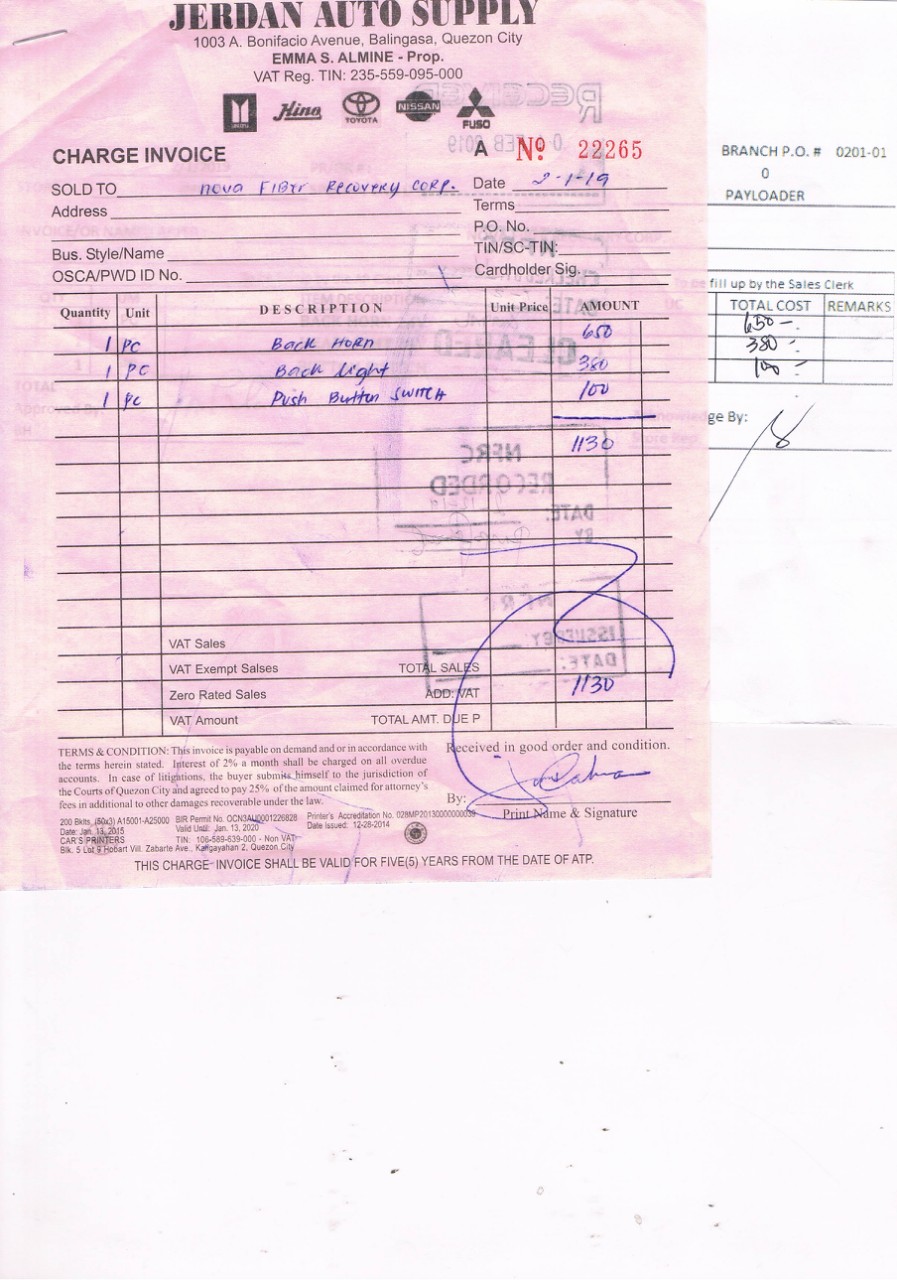 JERDAN AUTO SUPPLY
1003 A. Bonifacio Avenue, Balingasa, Quezon City
EMMA S. ALMINE - Prop.
VAT Reg. TIN: 235-559-095-000
ISUZU Hino TOYOTA NISSAN FUSO
RECEIVED
FEB 2019
CHARGE INVOICE A Nº 22265
SOLD TO Nova Fiber Recovery Corp. Date 2-1-19
Address Terms
P.O. No.
Bus. Style/Name TIN/SC-TIN:
OSCA/PWD ID No. Cardholder Sig.
BRANCH P.O. # 0201-01
0
PAYLOADER
fill up by the Sales Clerk
TOTAL COST REMARKS
650 -
380 -
100 -
ge By:
Quantity Unit DESCRIPTION Unit Price AMOUNT
1 PC Back Horn 650
1 PC Back Light 380
1 pc Push Button Switch 100
1130
CLEARED
NFRC
RECORDED
DATE:
BY
NFRC
ISSUED BY:
DATE:
VAT Sales
VAT Exempt Salses TOTAL SALES
Zero Rated Sales ADD: VAT 1130
VAT Amount TOTAL AMT. DUE P
TERMS & CONDITION: This invoice is payable on demand and or in accordance with
the terms herein stated. Interest of 2% a month shall be charged on all overdue
accounts. In case of litigations, the buyer submits himself to the jurisdiction of
the Courts of Quezon City and agreed to pay 25% of the amount claimed for attorney's
fees in additional to other damages recoverable under the law.
Received in good order and condition.
By:
Print Name & Signature
200 Bklts. (50x3) A15001-A25000
Date: Jan. 13, 2015
CAR'S PRINTERS
Blk. 5 Lot 9 Hobart Vill. Zabarte Ave., Kaligayahan 2, Quezon City
BIR Permit No. OCN3AU0001226828
Valid Until: Jan. 13, 2020
TIN: 106-589-639-000 - Non VAT
Printer's Accreditation No. 028MP20130000000039
Date Issued: 12-26-2014
THIS CHARGE INVOICE SHALL BE VALID FOR FIVE(5) YEARS FROM THE DATE OF ATP.